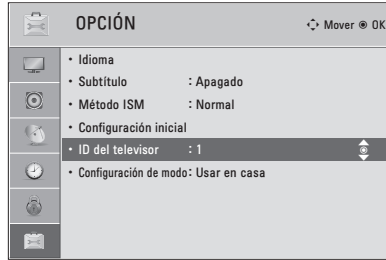 OPCIÓN Mover OK
• Idioma
• Subtítulo : Apagado
• Método ISM : Normal
• Configuración inicial
• ID del televisor : 1
• Configuración de modo: Usar en casa